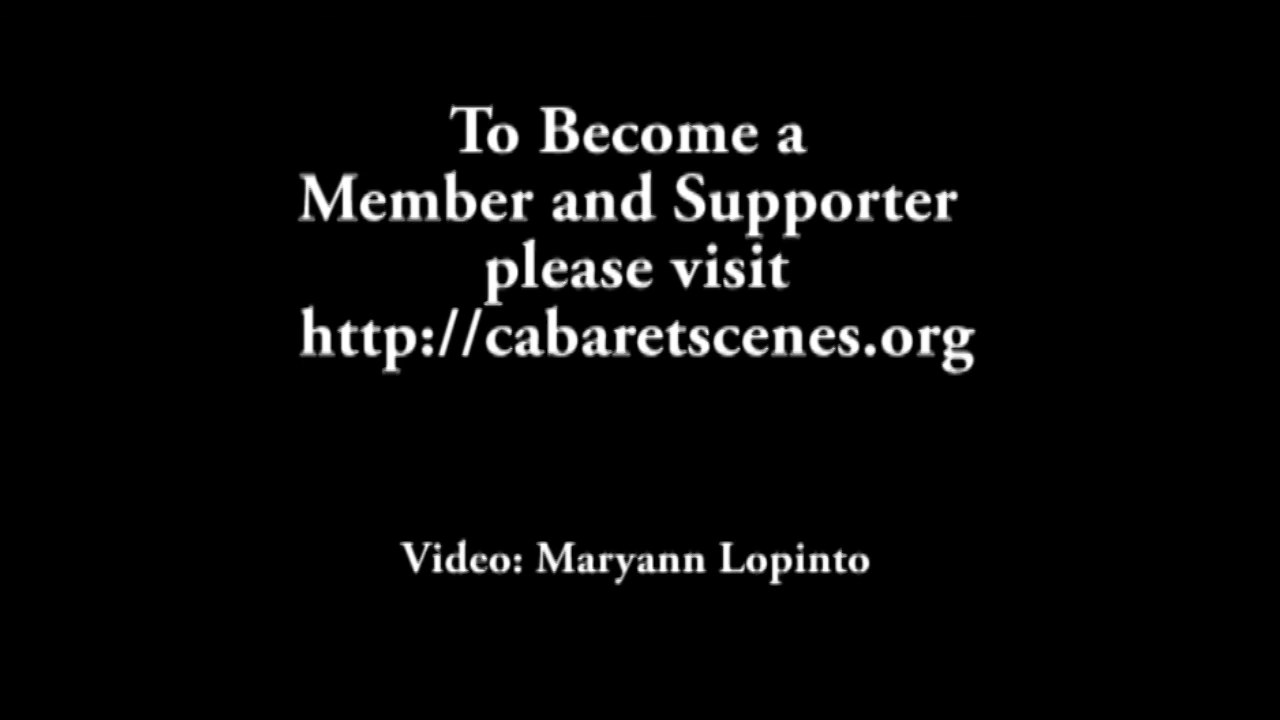 To Become a
Member and Supporter
please visit
http://cabaretscenes.org
Video: Maryann Lopinto